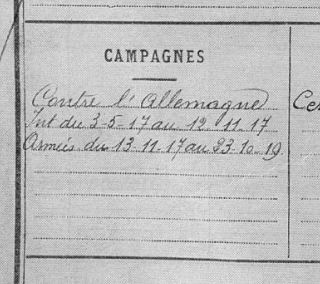 CAMPAGNES
Contre l'Allemagne
Int du 3-5-17 au 12 11-17
Armées du 13-11-17 au 23-10-19